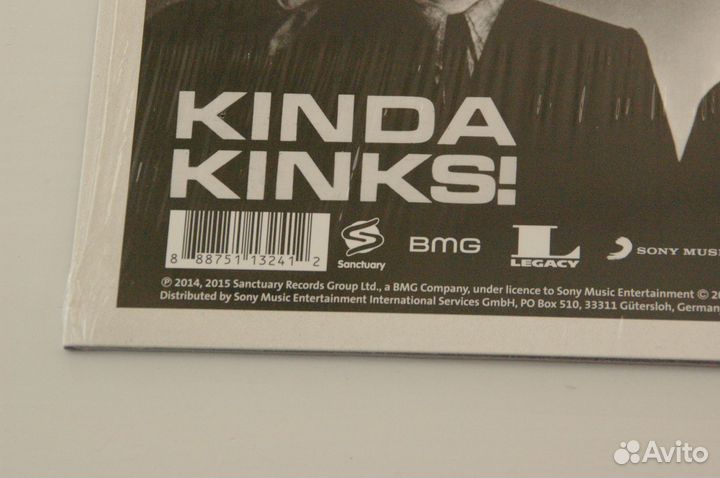 KINDA
KINKS!
8 88751 13241 2
Sanctuary
BMG
L
LEGACY
SONY MUSI
℗ 2014, 2015 Sanctuary Records Group Ltd., a BMG Company, under licence to Sony Music Entertainment © 20
Distributed by Sony Music Entertainment International Services GmbH, PO Box 510, 33311 Gütersloh, German
Avito